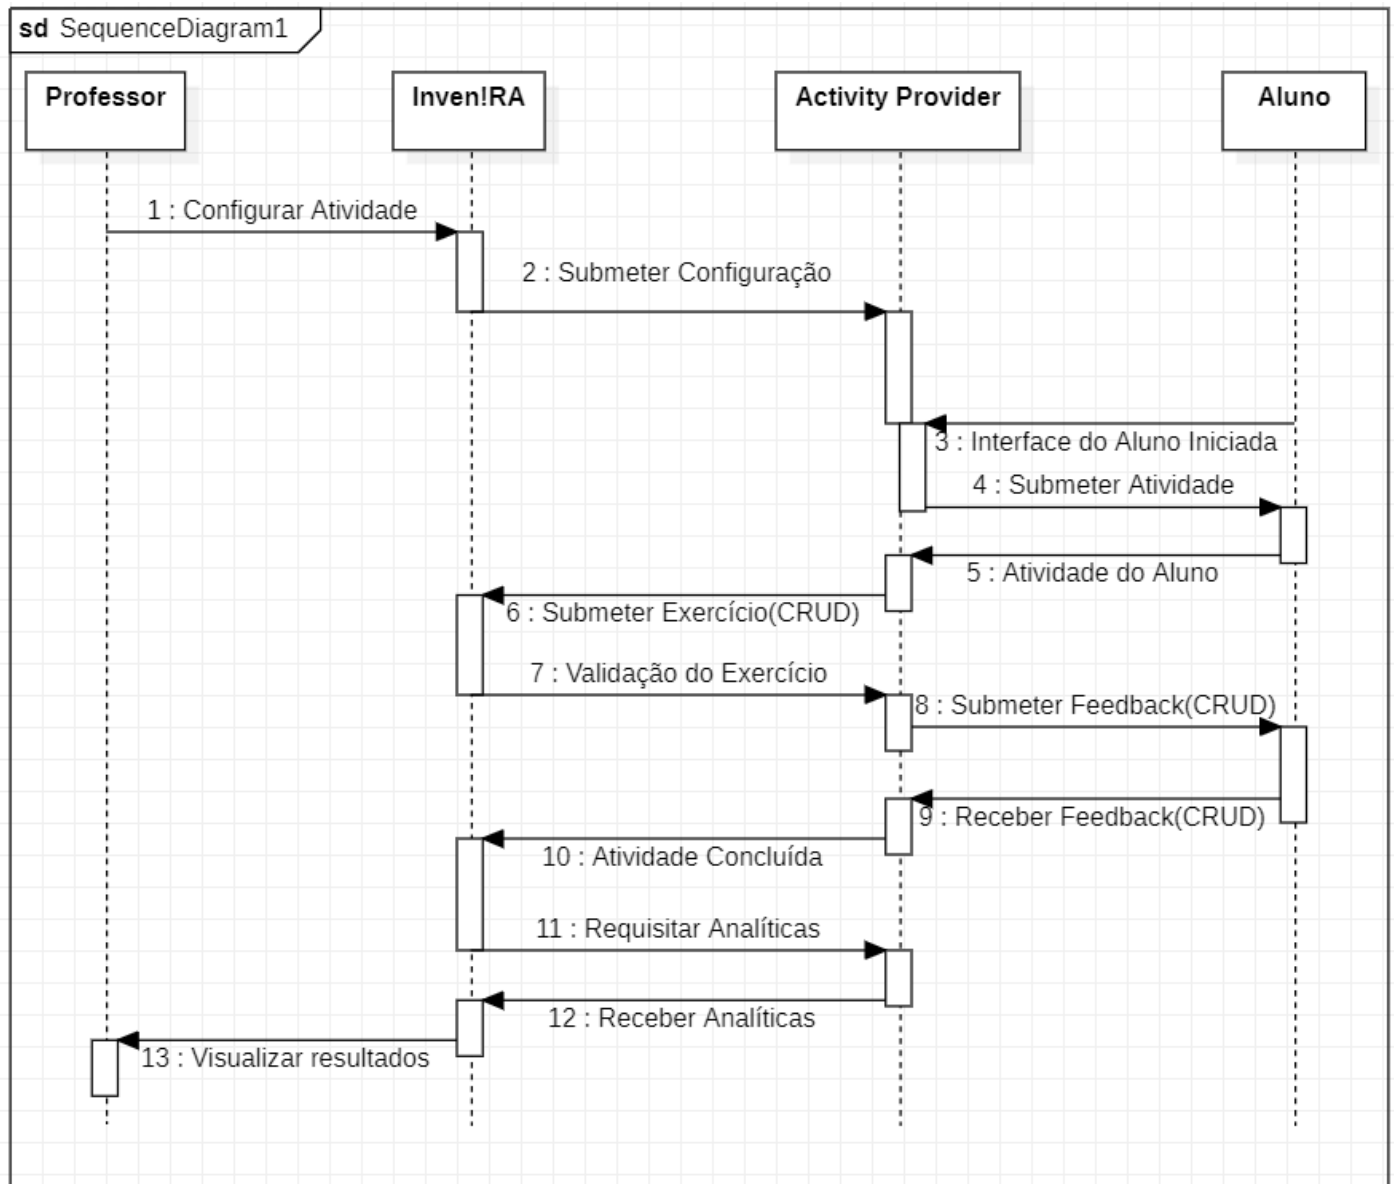 sd SequenceDiagram1
Professor
Inven!RA
Activity Provider
Aluno
1 : Configurar Atividade
2 : Submeter Configuração
3 : Interface do Aluno Iniciada
4 : Submeter Atividade
5 : Atividade do Aluno
6 : Submeter Exercício(CRUD)
7 : Validação do Exercício
8 : Submeter Feedback(CRUD)
9 : Receber Feedback(CRUD)
10 : Atividade Concluída
11 : Requisitar Analíticas
12 : Receber Analíticas
13 : Visualizar resultados